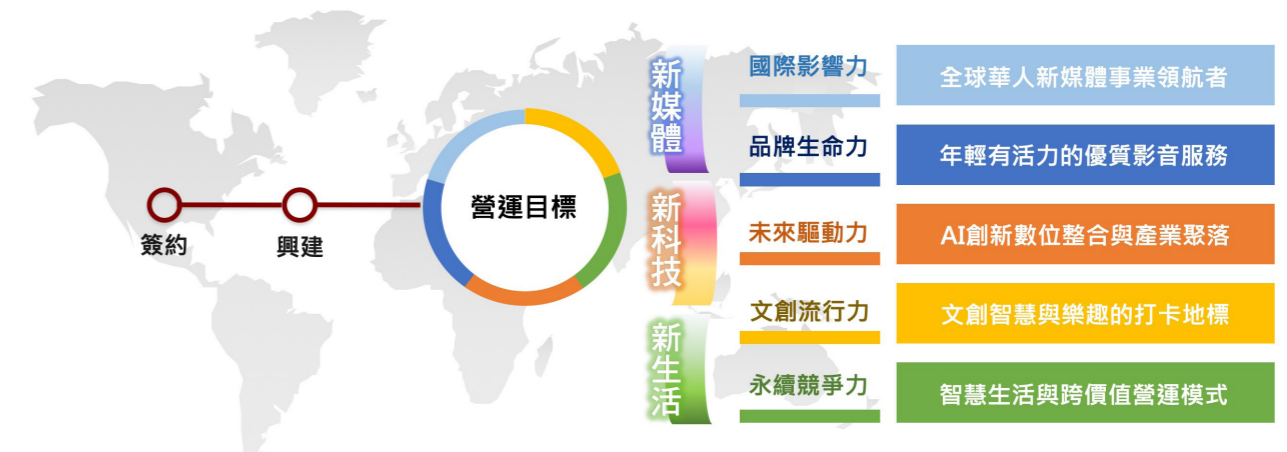 簽約
興建
營運目標
新媒體
國際影響力
全球華人新媒體事業領航者
品牌生命力
年輕有活力的優質影音服務
新科技
未來驅動力
AI創新數位整合與產業聚落
文創流行力
文創智慧與樂趣的打卡地標
新生活
永續競爭力
智慧生活與跨價值營運模式